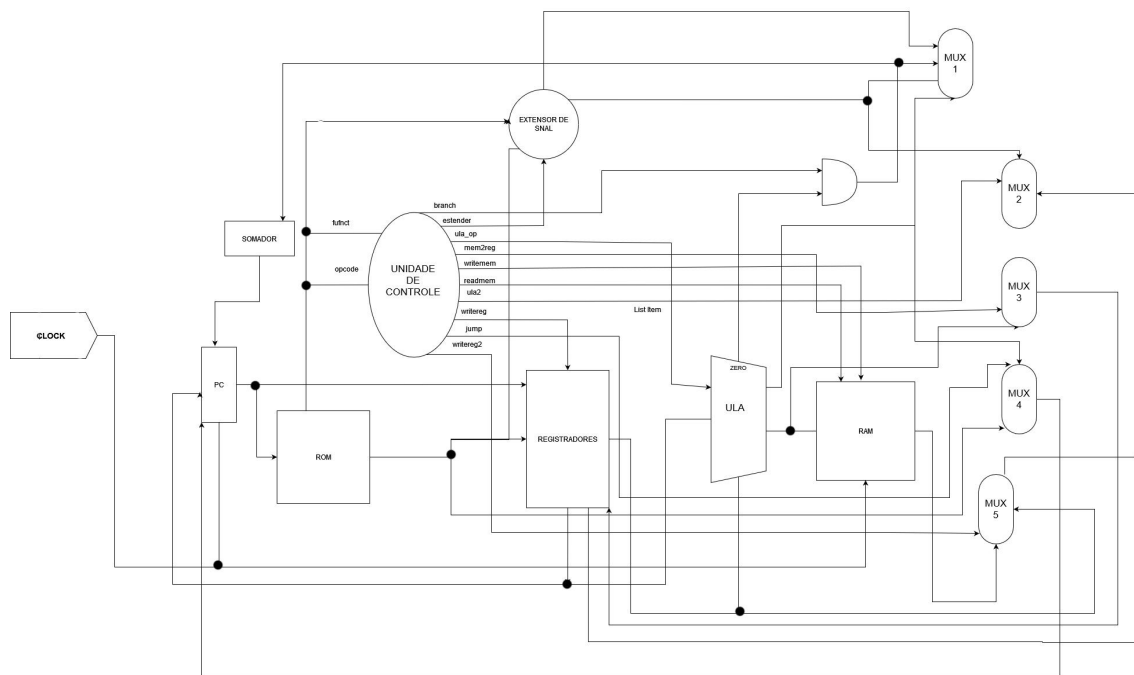 MUX
1
EXTENSOR DE
SNAL
MUX
2
branch
estender
fufnct
ula_op
SOMADOR
mem2reg
UNIDADE
DE
CONTROLE
writemem
opcode
readmem
ula2
MUX
3
writereg
List Item
CLOCK
jump
writereg2
ZERO
PC
ULA
MUX
4
REGISTRADORES
RAM
ROM
MUX
5